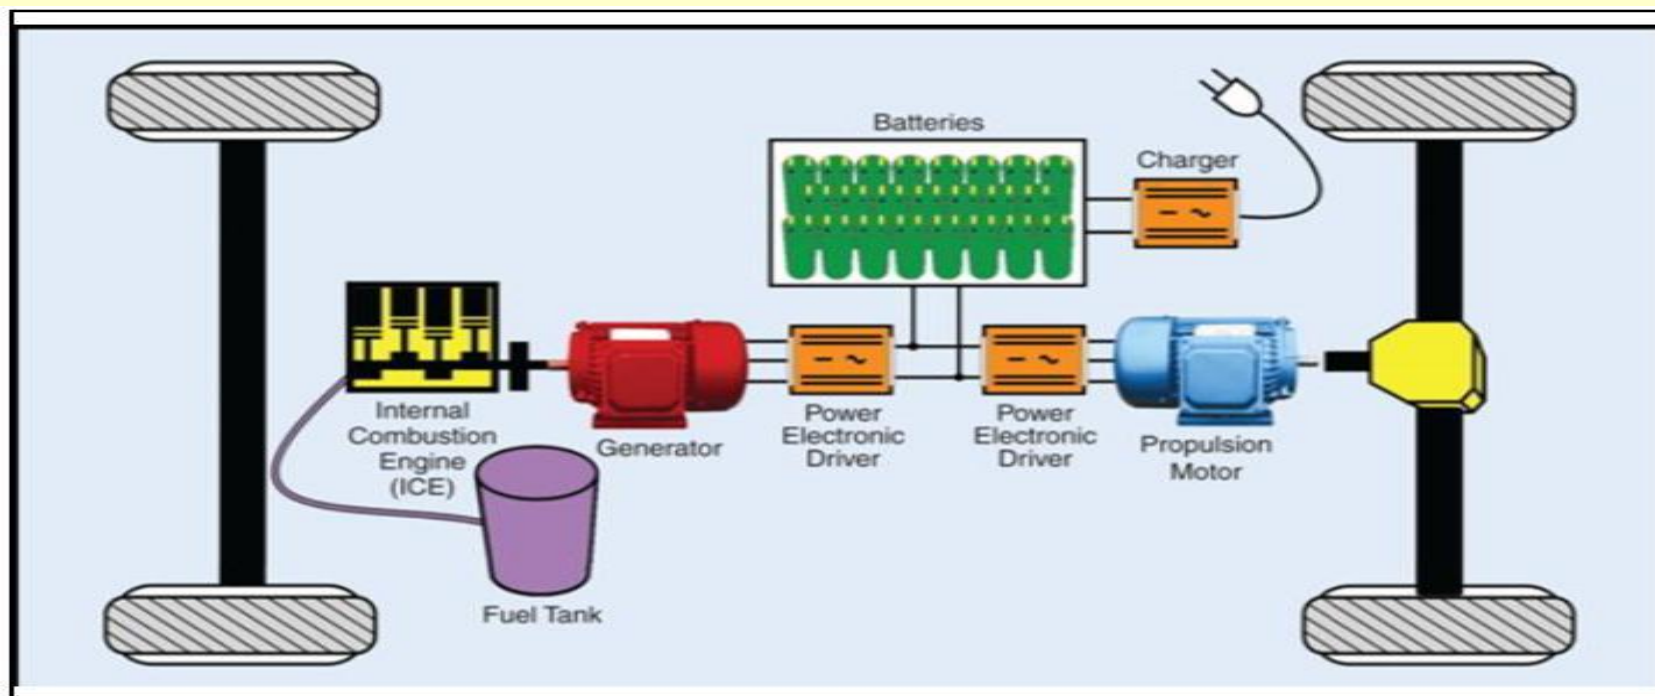 Batteries
Charger
Internal
Combustion
Engine
(ICE)
Generator
Power
Electronic
Driver
Power
Electronic
Driver
Propulsion
Motor
Fuel Tank